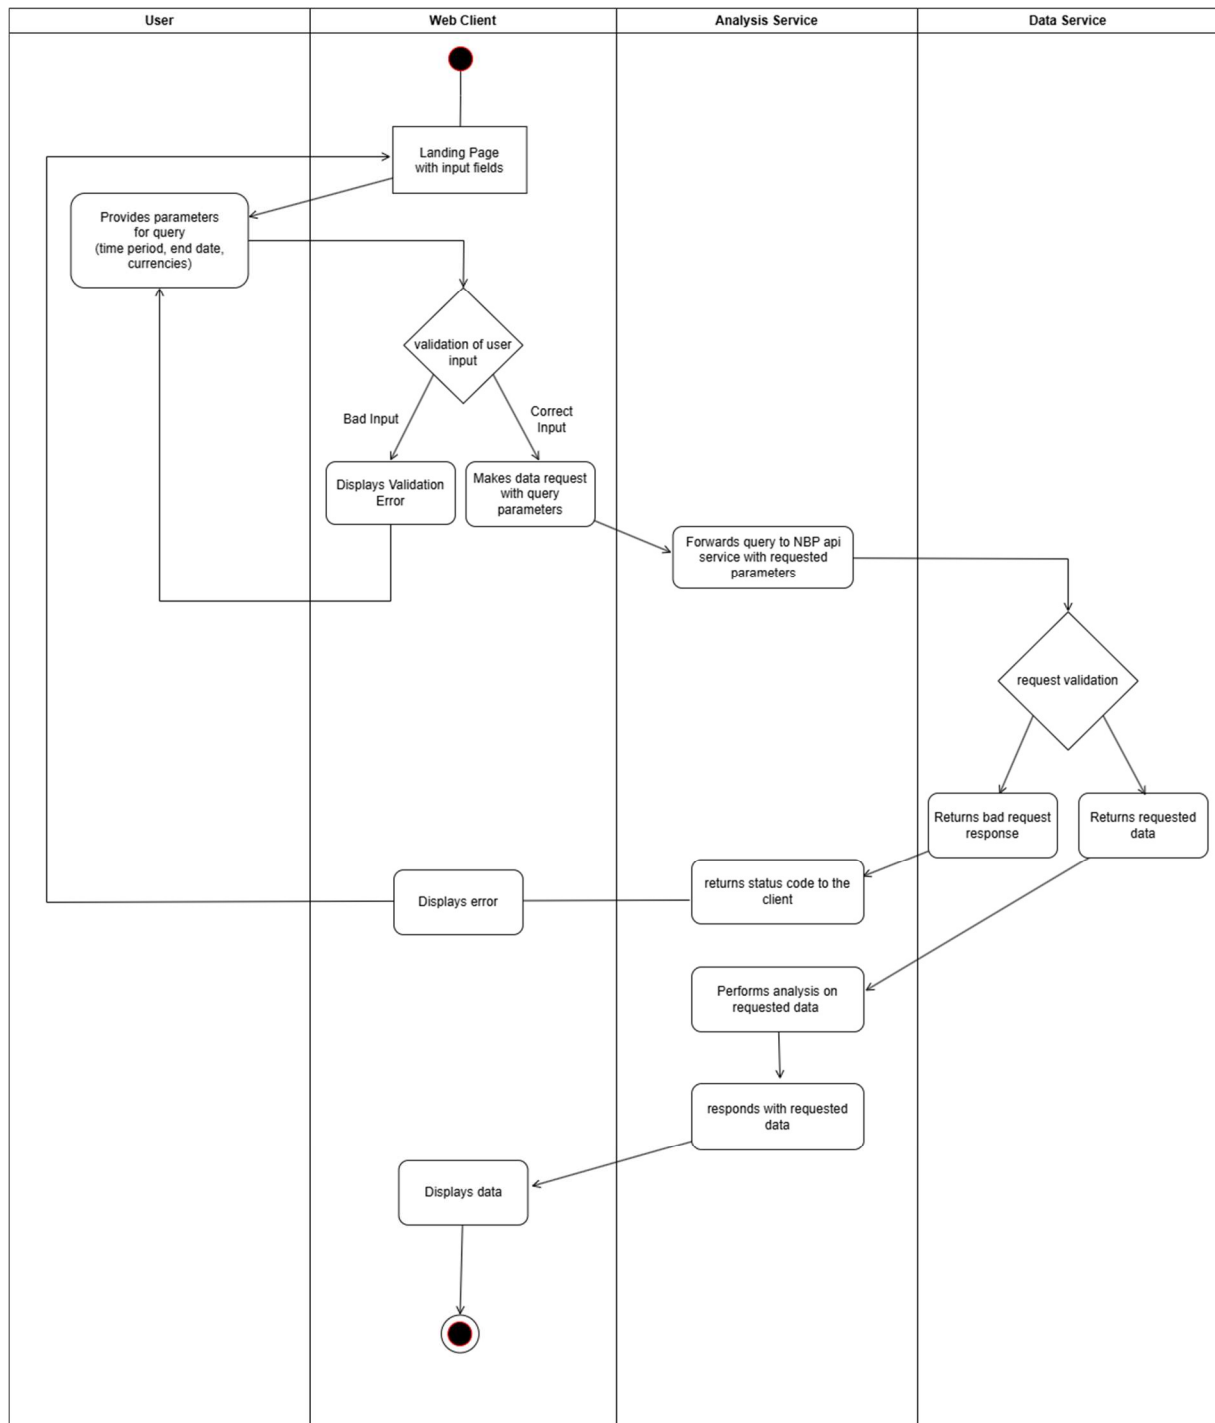 User
Web Client
Analysis Service
Data Service
Landing Page
with input fields
Provides parameters
for query
(time period, end date,
currencies)
validation of user
input
Bad Input
Correct
Input
Displays Validation
Error
Makes data request
with query
parameters
Forwards query to NBP api
service with requested
parameters
request validation
Returns bad request
response
Returns requested
data
returns status code to the
client
Displays error
Performs analysis on
requested data
responds with requested
data
Displays data